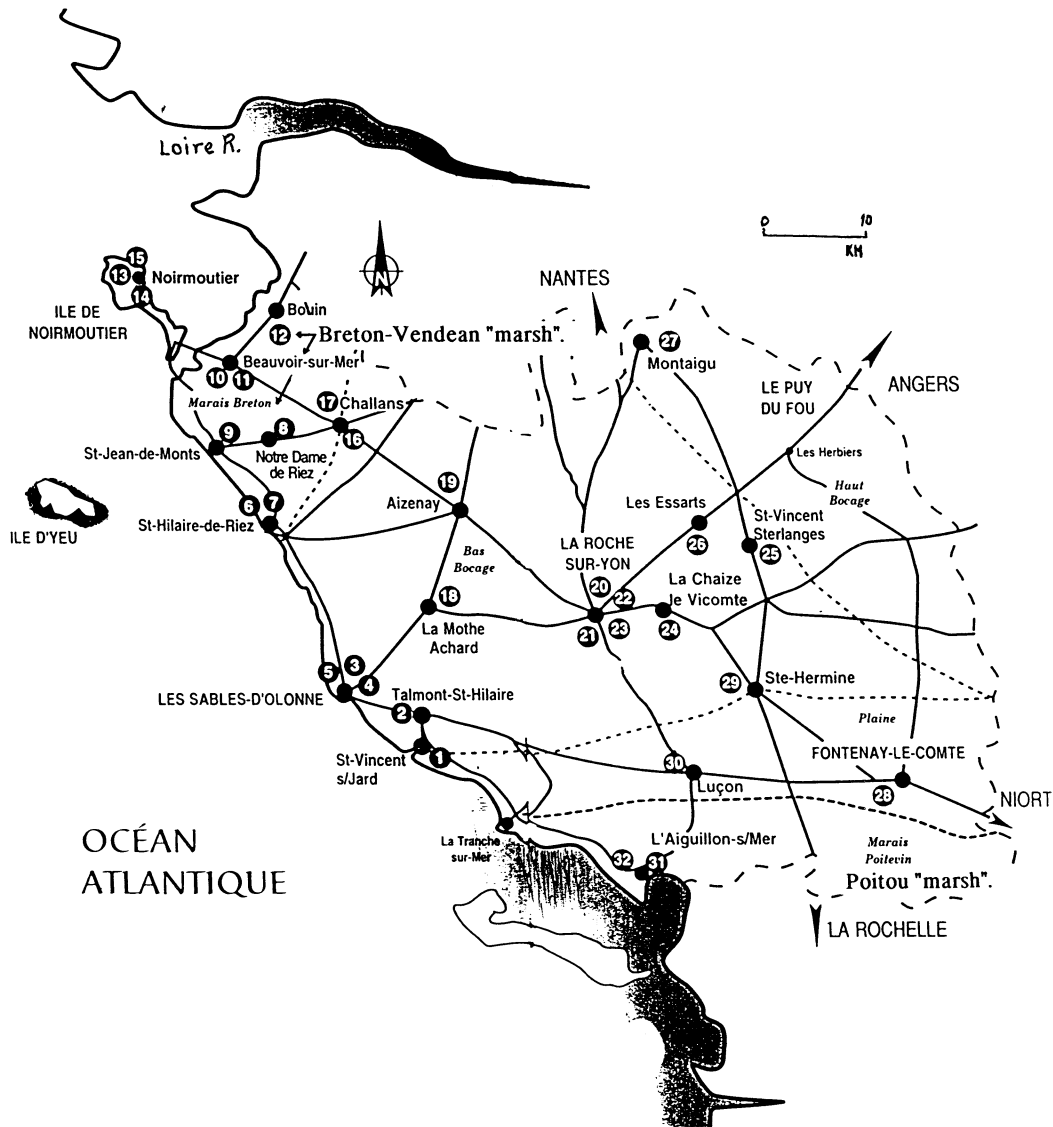 Loire R.
0 10
KM
NANTES
15
13
Noirmoutier
14
ILE DE
NOIRMOUTIER
N
Bouin
12
Breton-Vendean "marsh".
27
Montaigu
Beauvoir-sur-Mer
10
11
LE PUY
DU FOU
ANGERS
Marais Breton
17
Challans
9
8
16
St-Jean-de-Monts
Notre Dame
de Riez
Les Herbiers
19
Haut
Bocage
6
7
Aizenay
Les Essarts
ILE D'YEU
St-Hilaire-de-Riez
26
St-Vincent
Sterlanges
25
LA ROCHE
SUR-YON
Bas
Bocage
La Chaize
le Vicomte
20
18
22
21
23
24
La Mothe
Achard
5
3
4
LES SABLES-D'OLONNE
Talmont-St-Hilaire
29
Ste-Hermine
2
Plaine
St-Vincent
s/Jard
1
30
FONTENAY-LE-COMTE
Luçon
28
NIORT
OCÉAN
ATLANTIQUE
La Tranche
sur-Mer
L'Aiguillon-s/Mer
32
31
Marais
Poitevin
Poitou "marsh".
LA ROCHELLE